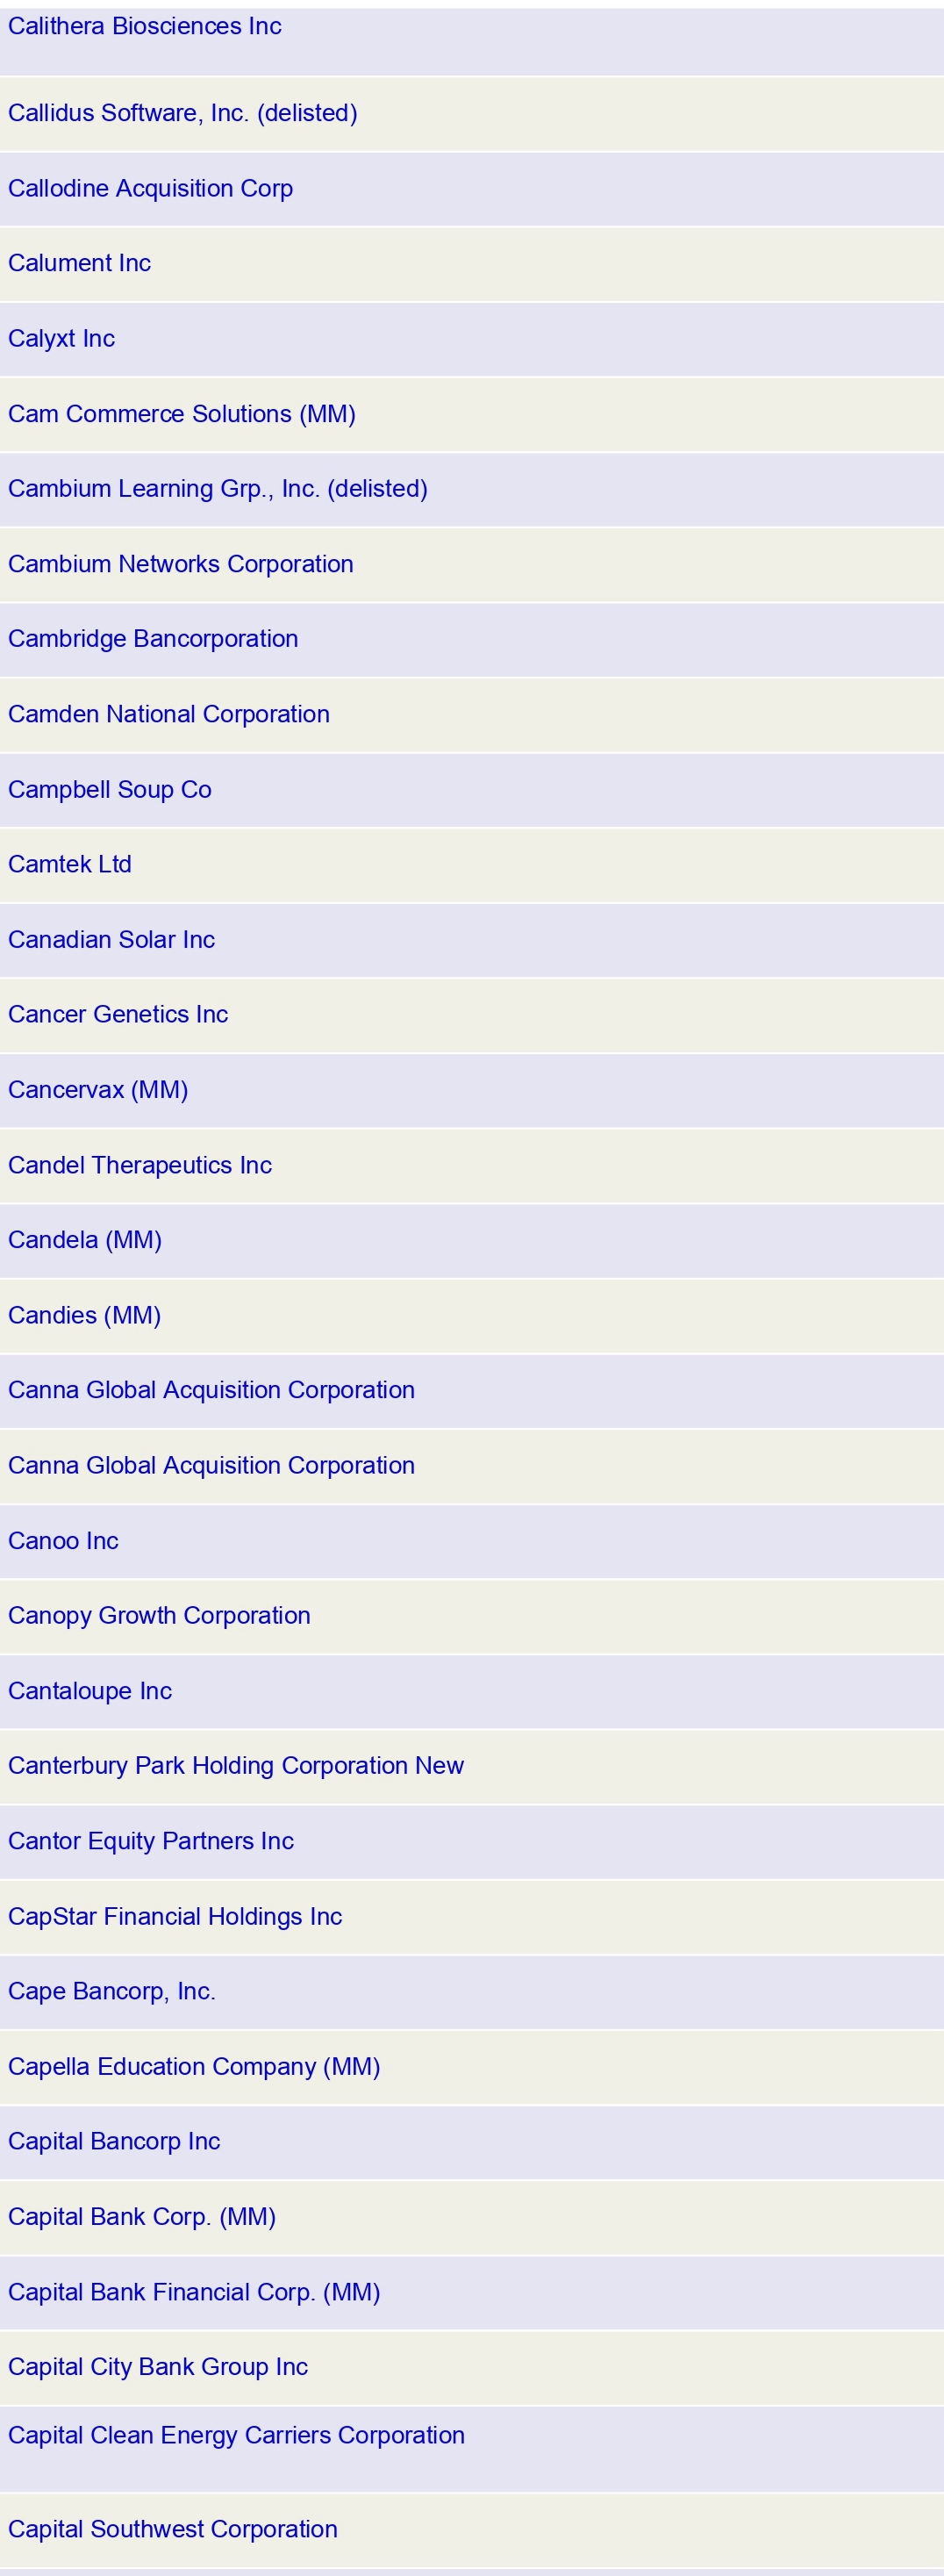 Calithera Biosciences Inc
Callidus Software, Inc. (delisted)
Callodine Acquisition Corp
Calument Inc
Calyxt Inc
Cam Commerce Solutions (MM)
Cambium Learning Grp., Inc. (delisted)
Cambium Networks Corporation
Cambridge Bancorporation
Camden National Corporation
Campbell Soup Co
Camtek Ltd
Canadian Solar Inc
Cancer Genetics Inc
Cancervax (MM)
Candel Therapeutics Inc
Candela (MM)
Candies (MM)
Canna Global Acquisition Corporation
Canna Global Acquisition Corporation
Canoo Inc
Canopy Growth Corporation
Cantaloupe Inc
Canterbury Park Holding Corporation New
Cantor Equity Partners Inc
CapStar Financial Holdings Inc
Cape Bancorp, Inc.
Capella Education Company (MM)
Capital Bancorp Inc
Capital Bank Corp. (MM)
Capital Bank Financial Corp. (MM)
Capital City Bank Group Inc
Capital Clean Energy Carriers Corporation
Capital Southwest Corporation